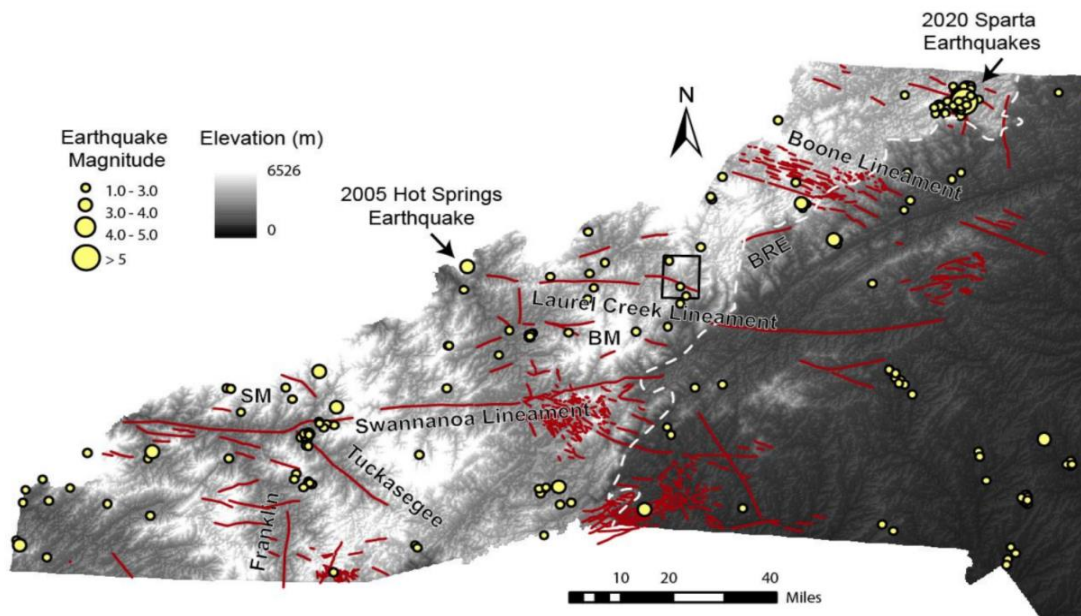 2020 Sparta
Earthquakes
Earthquake
Magnitude
1.0 - 3.0
3.0 - 4.0
4.0 - 5.0
> 5
Elevation (m)
6526
0
N
2005 Hot Springs
Earthquake
Boone Lineament
BRE
Laurel Creek Lineament
BM
SM
Swannanoa Lineament
Tuckasegee
Franklin
10 20 40
Miles